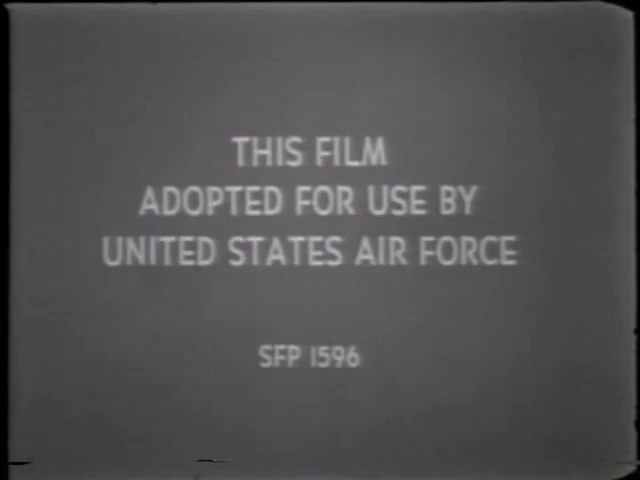 THIS FILM
ADOPTED FOR USE BY
UNITED STATES AIR FORCE
SFP 1596